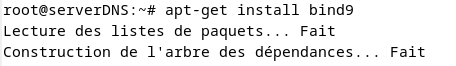 root@serverDNS:~# apt-get install bind9
Lecture des listes de paquets... Fait
Construction de l'arbre des dépendances... Fait